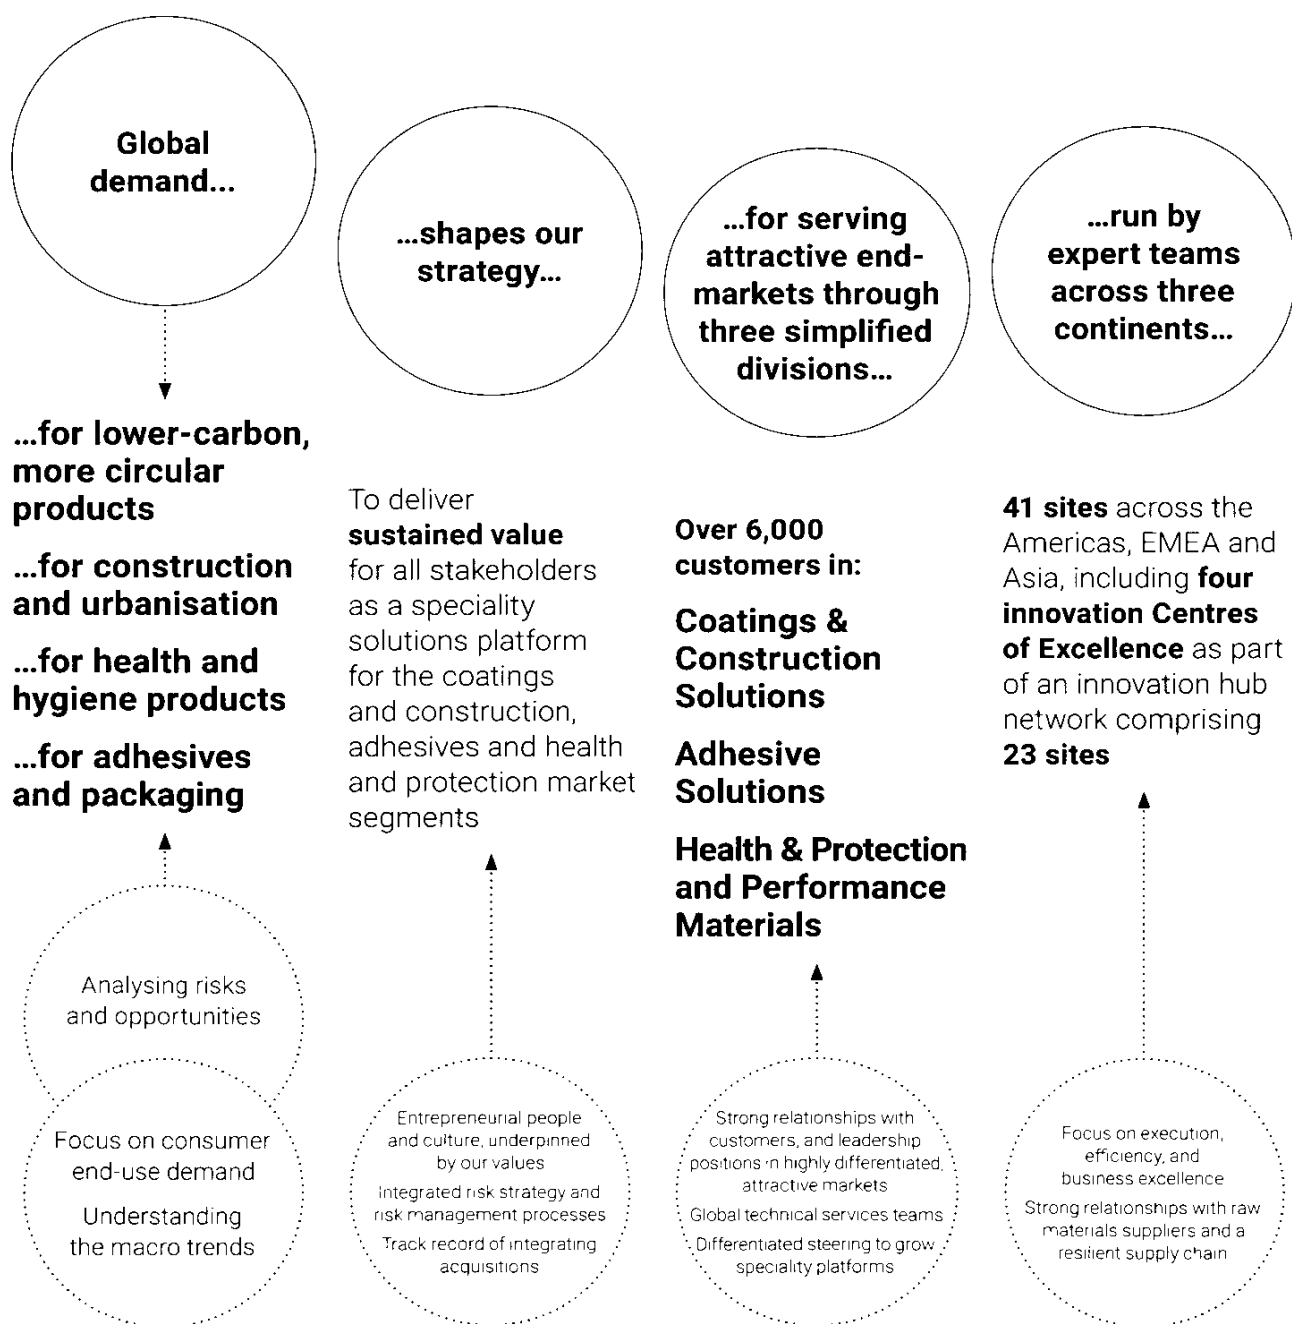 Global
demand...
...for lower-carbon,
more circular
products
...for construction
and urbanisation
...for health and
hygiene products
...for adhesives
and packaging
Analysing risks
and opportunities
Focus on consumer
end-use demand
Understanding
the macro trends
...shapes our
strategy...
To deliver
sustained value
for all stakeholders
as a speciality
solutions platform
for the coatings
and construction,
adhesives and health
and protection market
segments
Entrepreneurial people
and culture, underpinned
by our values
Integrated risk strategy and
risk management processes
Track record of integrating
acquisitions
...for serving
attractive end-
markets through
three simplified
divisions...
Over 6,000
customers in:
Coatings &
Construction
Solutions
Adhesive
Solutions
Health & Protection
and Performance
Materials
Strong relationships with
customers, and leadership
positions in highly differentiated,
attractive markets
Global technical services teams
Differentiated steering to grow
speciality platforms
...run by
expert teams
across three
continents...
41 sites across the
Americas, EMEA and
Asia, including four
innovation Centres
of Excellence as part
of an innovation hub
network comprising
23 sites
Focus on execution,
efficiency, and
business excellence
Strong relationships with raw
materials suppliers and a
resilient supply chain